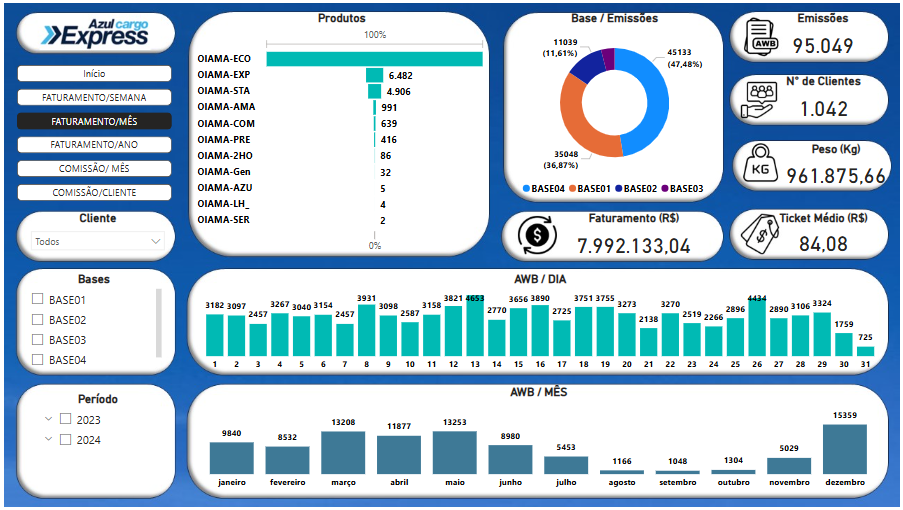 Azul cargo
Express
Início
FATURAMENTO/SEMANA
FATURAMENTO/MÊS
FATURAMENTO/ANO
COMISSÃO/ MÊS
COMISSÃO/CLIENTE
Cliente
Todos
Bases
BASE01
BASE02
BASE03
BASE04
Período
2023
2024
Produtos
100%
OIAMA-ECO
OIAMA-EXP 6.482
OIAMA-STA 4.906
OIAMA-AMA 991
OIAMA-COM 639
OIAMA-PRE 416
OIAMA-2HO 86
OIAMA-Gen 32
OIAMA-AZU 5
OIAMA-LH_ 4
OIAMA-SER 2
0%
Base / Emissões
11039
(11,61%)
45133
(47,48%)
35048
(36,87%)
BASE04 BASE01 BASE02 BASE03
Emissões
AWB
95.049
N° de Clientes
1.042
Peso (Kg)
KG
961.875,66
Faturamento (R$)
$
7.992.133,04
Ticket Médio (R$)
$
84,08
AWB / DIA
3182 3097 2457 3267 3040 3154 2457 3931 3098 2587 3158 3821 4653 2770 3656 3890 2725 3751 3755 3273 2138 3270 2519 2266 2896 4434 2890 3106 3324 1759 725
1 2 3 4 5 6 7 8 9 10 11 12 13 14 15 16 17 18 19 20 21 22 23 24 25 26 27 28 29 30 31
AWB / MÊS
9840 8532 13208 11877 13253 8980 5453 1166 1048 1304 5029 15359
janeiro fevereiro março abril maio junho julho agosto setembro outubro novembro dezembro